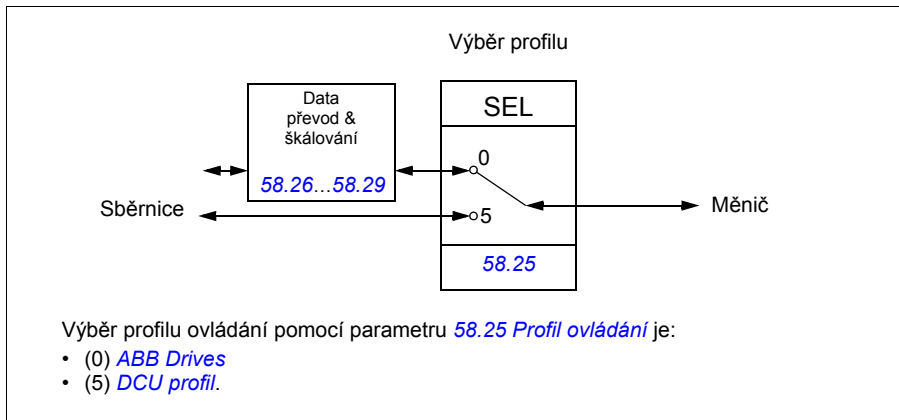 Výběr profilu
Data
převod &
škálování
58.26...58.29
SEL
0
5
58.25
Sběrnice
Měnič
Výběr profilu ovládání pomocí parametru 58.25 Profil ovládání je:
• (0) ABB Drives
• (5) DCU profil.